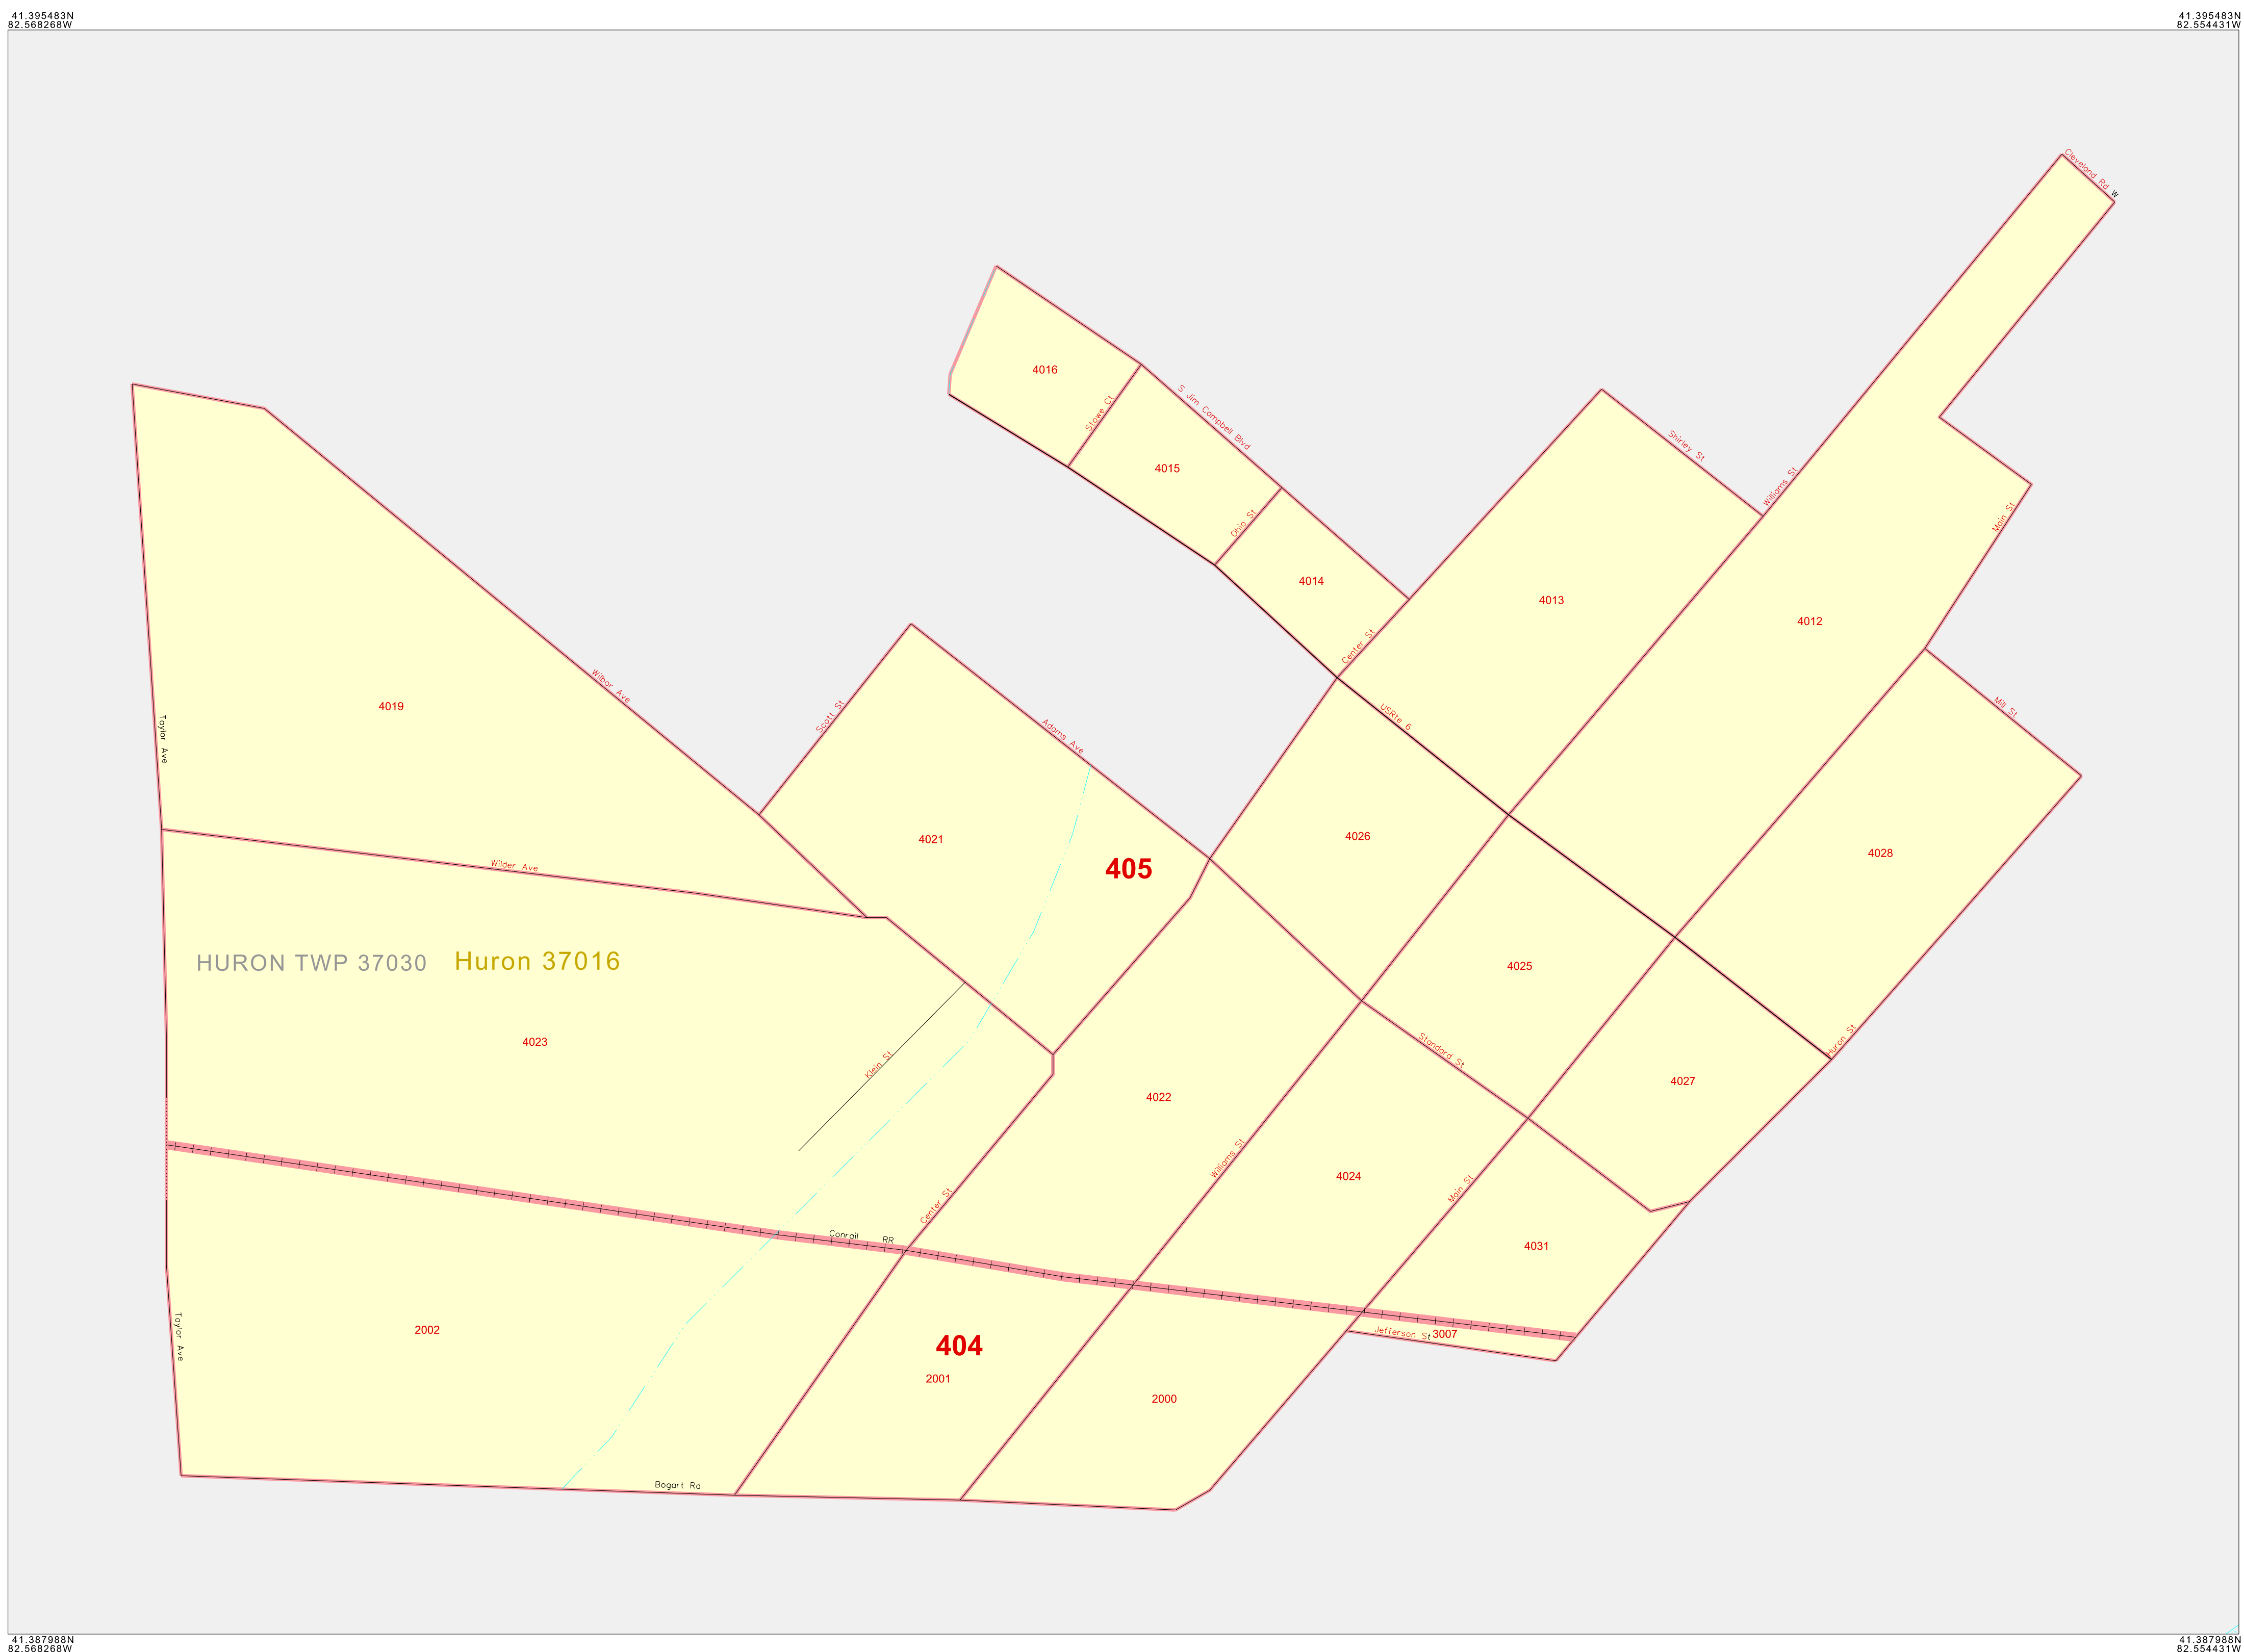 41.395483N
82.568268W
41.395483N
82.554431W
Cleveland Rd W
4016
Stowe Ct
S Jim Campbell Blvd
4015
Shirley St
Williams St
Ohio St
Main St
4014
4013
4012
Center St
4019
Wilbor Ave
Taylor Ave
Scott St
Adams Ave
USRte 6
Mill St
4021
4026
4028
405
Wilder Ave
HURON TWP 37030
Huron 37016
4025
4023
Klein St
Standard St
Huron St
4027
4022
Williams St
4024
Main St
Center St
Conrail RR
4031
2002
Taylor Ave
404
Jefferson St
3007
2001
2000
Bogart Rd
41.387988N
82.568268W
41.387988N
82.554431W